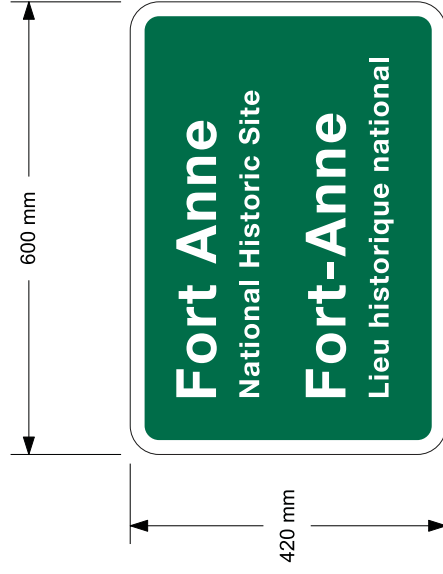 600 mm
420 mm
Fort Anne
National Historic Site
Fort-Anne
Lieu historique national